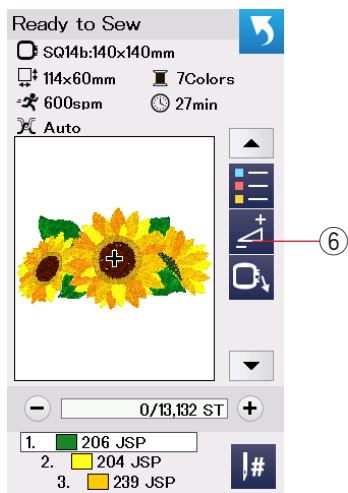 Ready to Sew
SQ14b:140x140mm
114x60mm 7Colors
600spm 27min
Auto
⑥
0/13,132 ST
1. 206 JSP
2. 204 JSP
3. 239 JSP
#